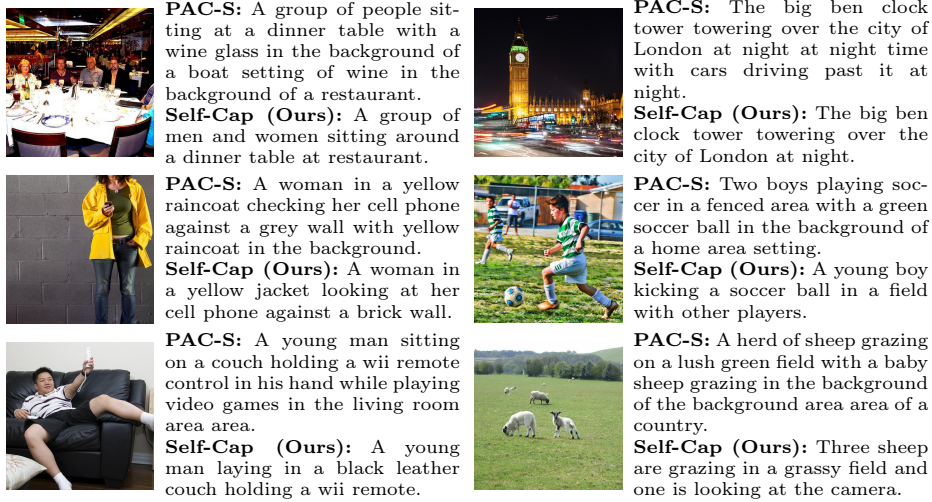 PAC-S: A group of people sit-
ting at a dinner table with a
wine glass in the background of
a boat setting of wine in the
background of a restaurant.
Self-Cap (Ours): A group of
men and women sitting around
a dinner table at restaurant.
PAC-S: The big ben clock
tower towering over the city of
London at night at night time
with cars driving past it at
night.
Self-Cap (Ours): The big ben
clock tower towering over the
city of London at night.
PAC-S: A woman in a yellow
raincoat checking her cell phone
against a grey wall with yellow
raincoat in the background.
Self-Cap (Ours): A woman in
a yellow jacket looking at her
cell phone against a brick wall.
PAC-S: Two boys playing soc-
cer in a fenced area with a green
soccer ball in the background of
a home area setting.
Self-Cap (Ours): A young boy
kicking a soccer ball in a field
with other players.
PAC-S: A young man sitting
on a couch holding a wii remote
control in his hand while playing
video games in the living room
area area.
Self-Cap (Ours): A young
man laying in a black leather
couch holding a wii remote.
PAC-S: A herd of sheep grazing
on a lush green field with a baby
sheep grazing in the background
of the background area area of a
country.
Self-Cap (Ours): Three sheep
are grazing in a grassy field and
one is looking at the camera.